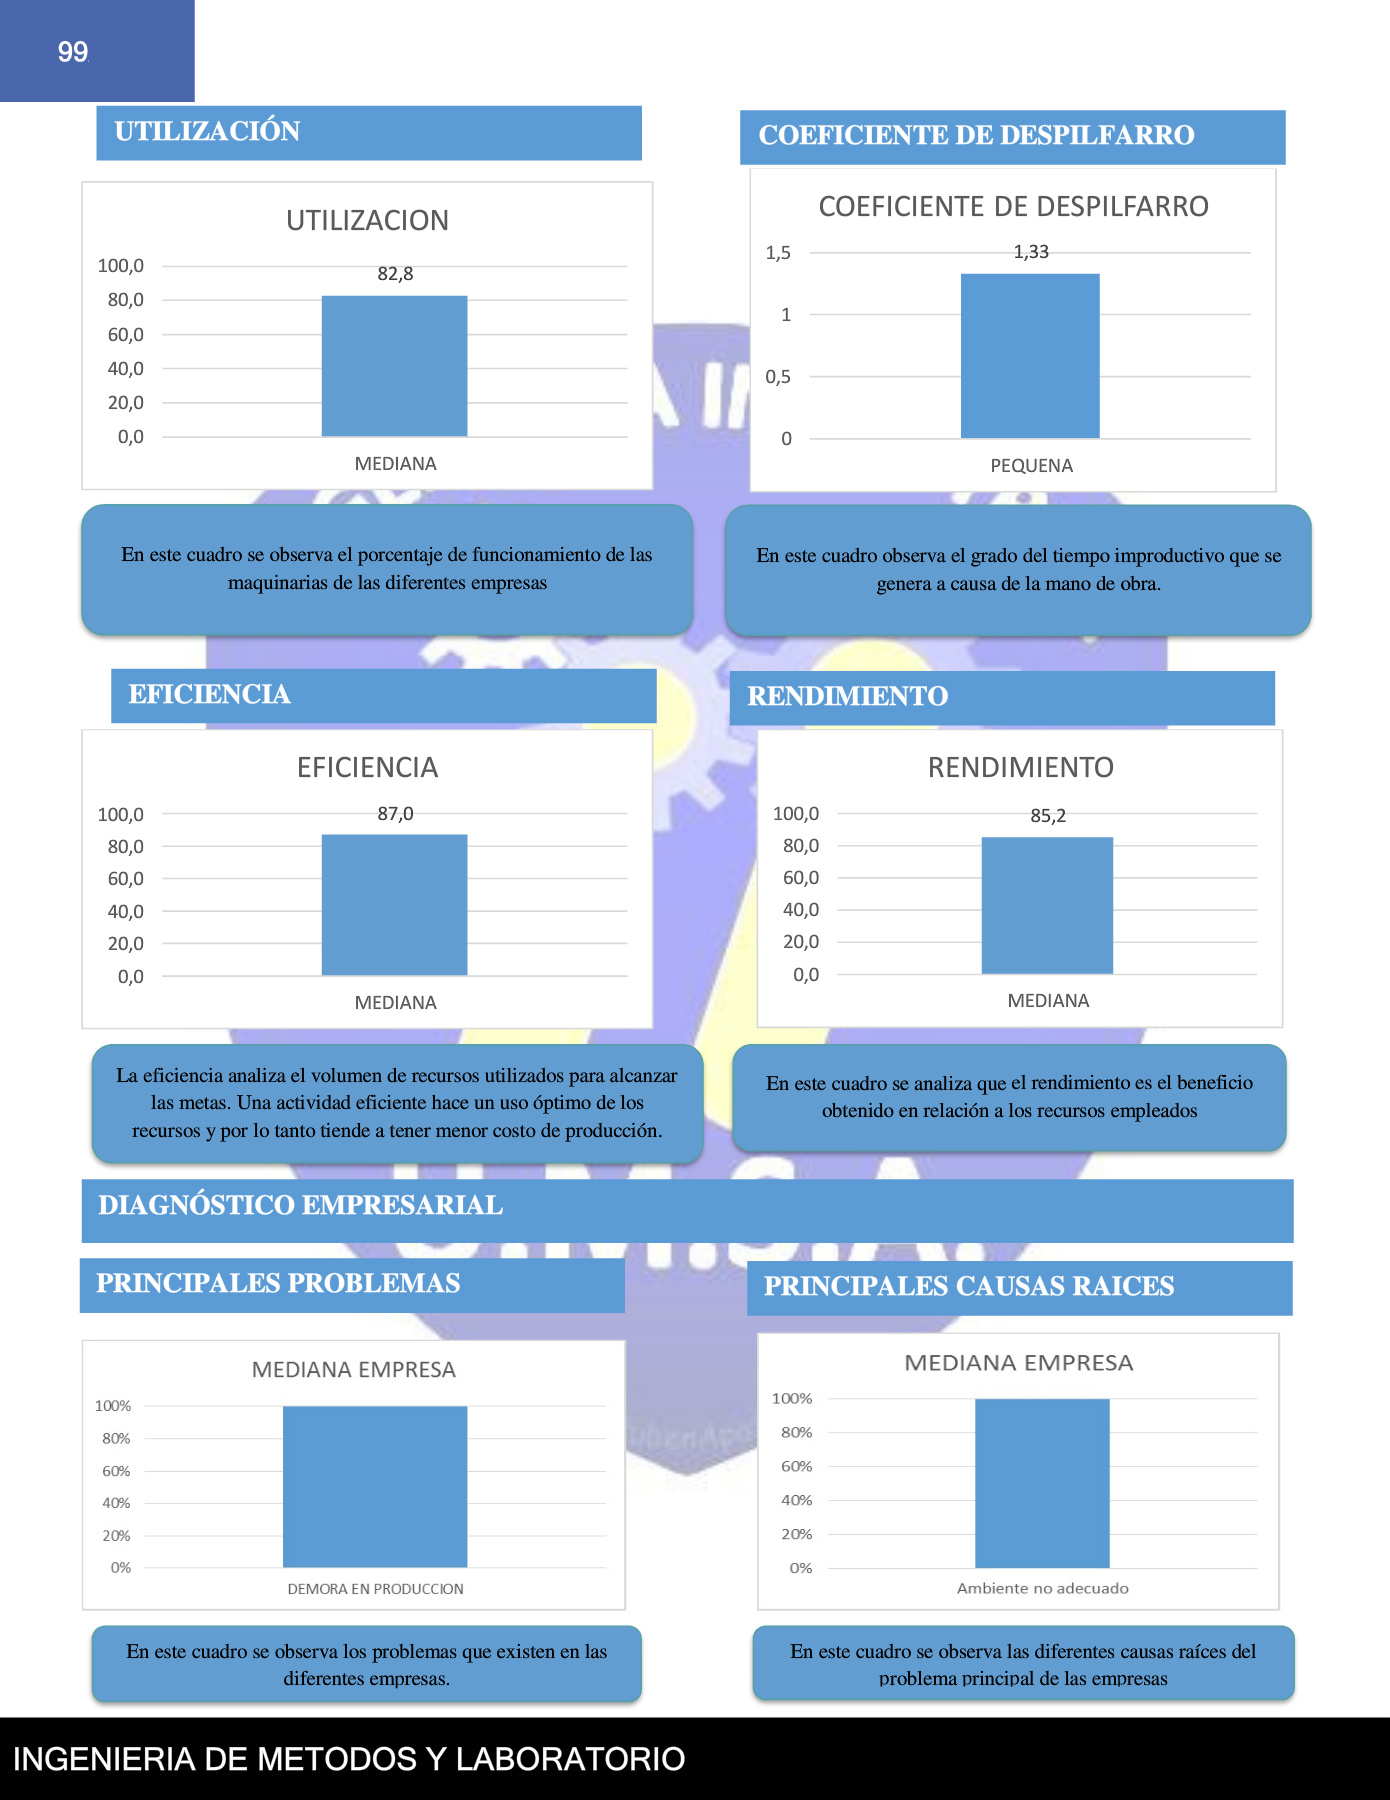 99
UTILIZACIÓN
UTILIZACION
100,0
80,0
60,0
40,0
20,0
0,0
82,8
MEDIANA
En este cuadro se observa el porcentaje de funcionamiento de las
maquinarias de las diferentes empresas
COEFICIENTE DE DESPILFARRO
COEFICIENTE DE DESPILFARRO
1,5
1
0,5
0
1,33
PEQUENA
En este cuadro observa el grado del tiempo improductivo que se
genera a causa de la mano de obra.
EFICIENCIA
EFICIENCIA
100,0
80,0
60,0
40,0
20,0
0,0
87,0
MEDIANA
La eficiencia analiza el volumen de recursos utilizados para alcanzar
las metas. Una actividad eficiente hace un uso óptimo de los
recursos y por lo tanto tiende a tener menor costo de producción.
RENDIMIENTO
RENDIMIENTO
100,0
80,0
60,0
40,0
20,0
0,0
85,2
MEDIANA
En este cuadro se analiza que el rendimiento es el beneficio
obtenido en relación a los recursos empleados
DIAGNÓSTICO EMPRESARIAL
PRINCIPALES PROBLEMAS
MEDIANA EMPRESA
100%
80%
60%
40%
20%
0%
DEMORA EN PRODUCCION
En este cuadro se observa los problemas que existen en las
diferentes empresas.
PRINCIPALES CAUSAS RAICES
MEDIANA EMPRESA
100%
80%
60%
40%
20%
0%
Ambiente no adecuado
En este cuadro se observa las diferentes causas raíces del
problema principal de las empresas
U.M.S.A.
INGENIERIA DE METODOS Y LABORATORIO